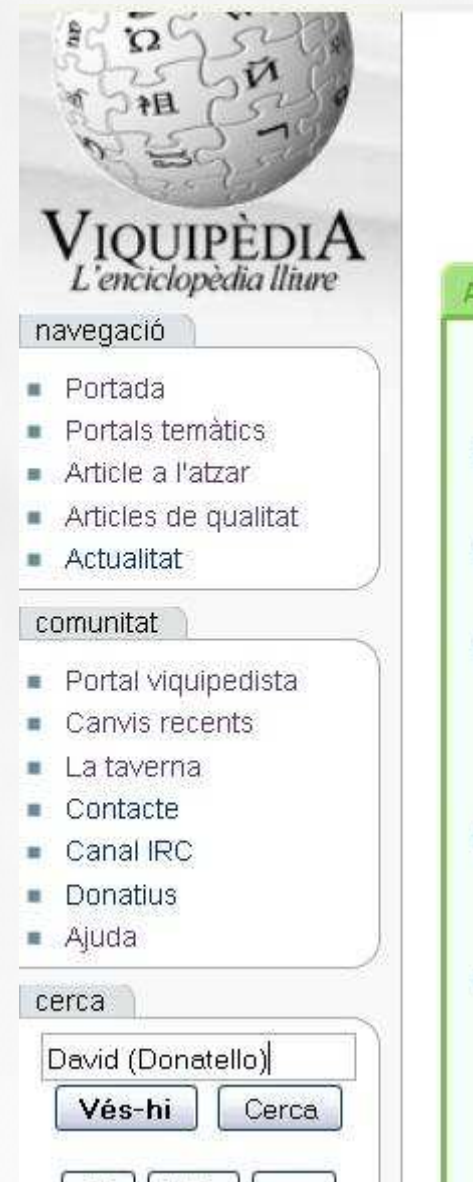 Ω
И
祖
VIQUIPÈDIA
L'enciclopèdia lliure
navegació
Portada
Portals temàtics
Article a l'atzar
Articles de qualitat
Actualitat
comunitat
Portal viquipedista
Canvis recents
La taverna
Contacte
Canal IRC
Donatius
Ajuda
cerca
David (Donatello)
Vés-hi Cerca